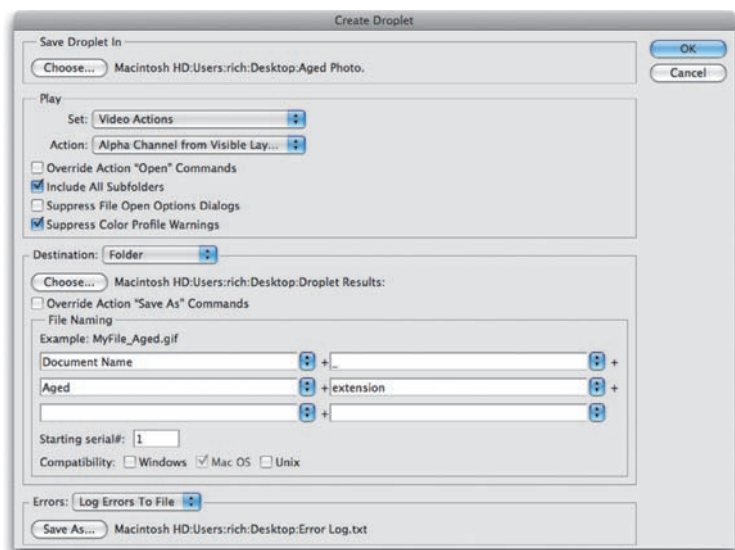 Create Droplet
Save Droplet In
Choose... Macintosh HD:Users:rich:Desktop:Aged Photo.
OK
Cancel
Play
Set: Video Actions
Action: Alpha Channel from Visible Lay...
Override Action "Open" Commands
Include All Subfolders
Suppress File Open Options Dialogs
Suppress Color Profile Warnings
Destination: Folder
Choose... Macintosh HD:Users:rich:Desktop:Droplet Results:
Override Action "Save As" Commands
File Naming
Example: MyFile_Aged.gif
Document Name + _ +
Aged + extension +
+
Starting serial#: 1
Compatibility: Windows Mac OS Unix
Errors: Log Errors To File
Save As... Macintosh HD:Users:rich:Desktop:Error Log.txt